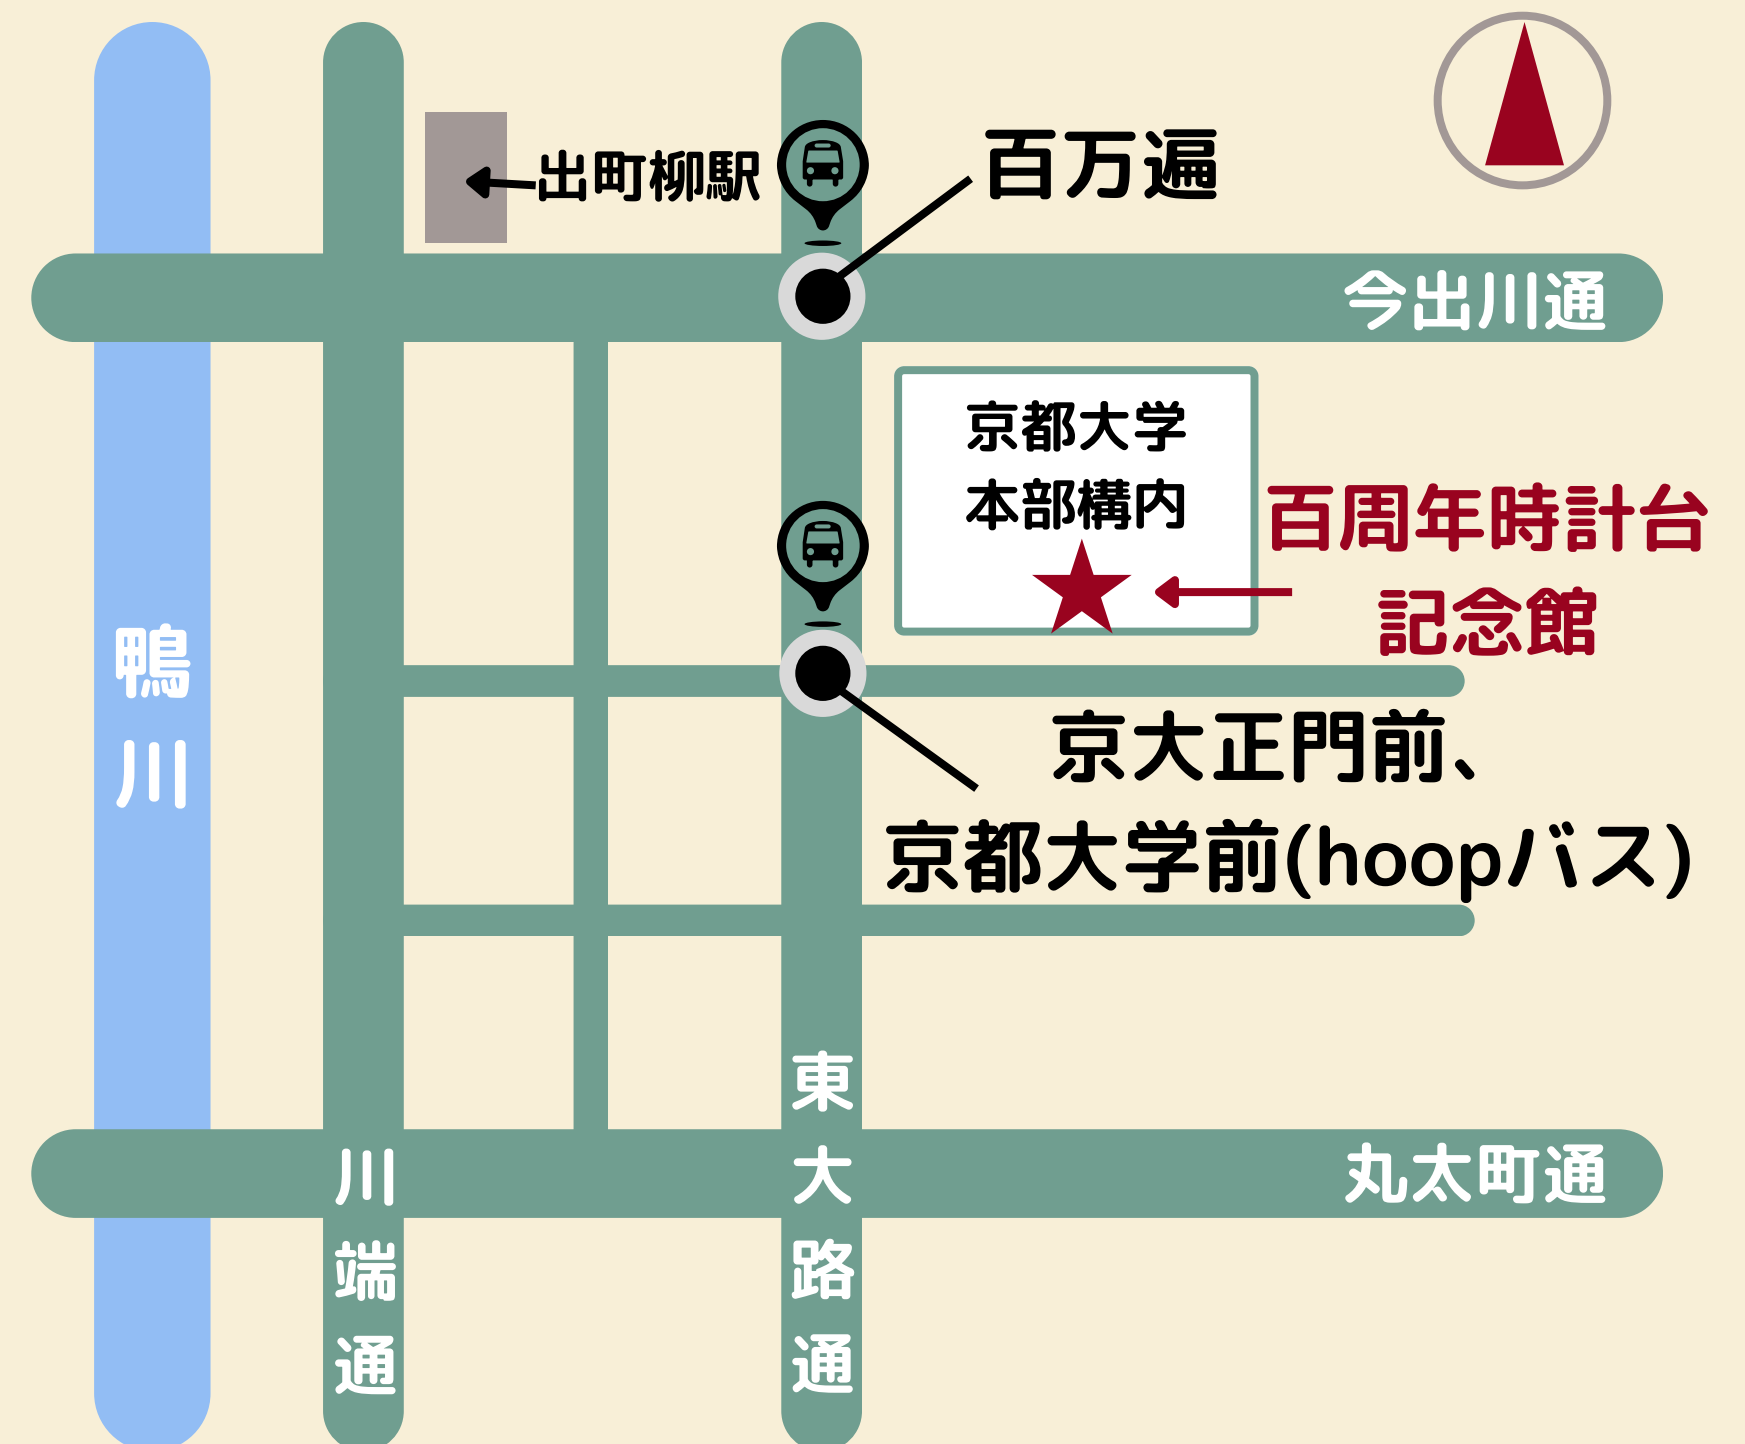 百万遍
出町柳駅
今出川通
京都大学
本部構内
百周年時計台
記念館
鴨川
京大正門前、
京都大学前(hoopバス)
東大路通
川端通
丸太町通